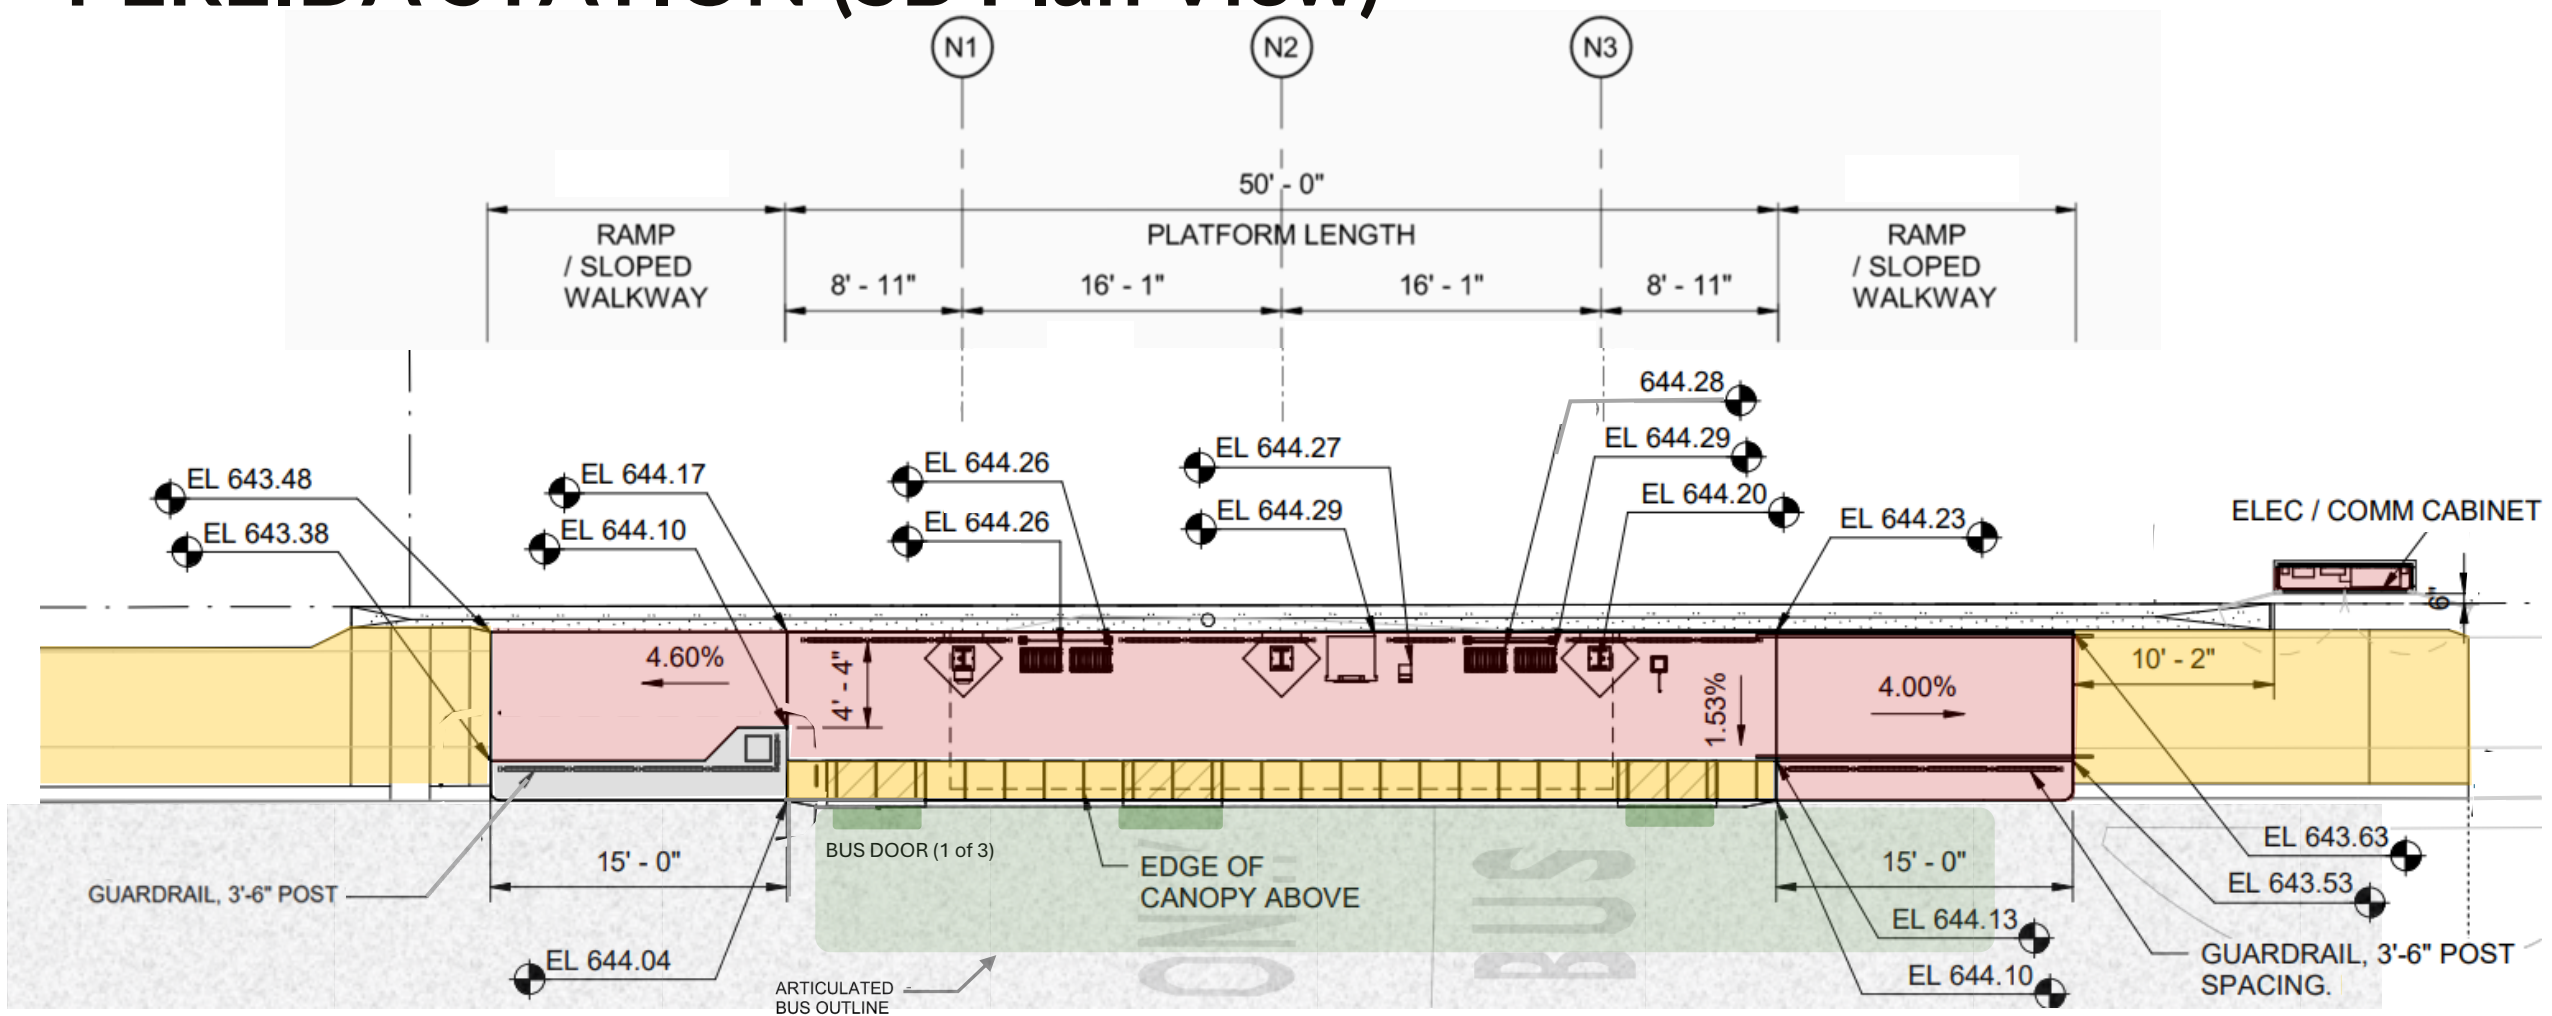 N1
N2
N3
50' - 0"
RAMP
/ SLOPED
WALKWAY
PLATFORM LENGTH
RAMP
/ SLOPED
WALKWAY
8' - 11"
16' - 1"
16' - 1"
8' - 11"
644.28
EL 644.29
EL 644.20
EL 643.48
EL 643.38
EL 644.17
EL 644.10
EL 644.26
EL 644.26
EL 644.27
EL 644.29
EL 644.23
ELEC / COMM CABINET
6"
4.60%
4' - 4"
1.53%
4.00%
10' - 2"
BUS DOOR (1 of 3)
15' - 0"
GUARDRAIL, 3'-6" POST
EDGE OF
CANOPY ABOVE
BUS
15' - 0"
EL 643.63
EL 643.53
EL 644.13
EL 644.10
GUARDRAIL, 3'-6" POST
SPACING.
EL 644.04
ARTICULATED
BUS OUTLINE